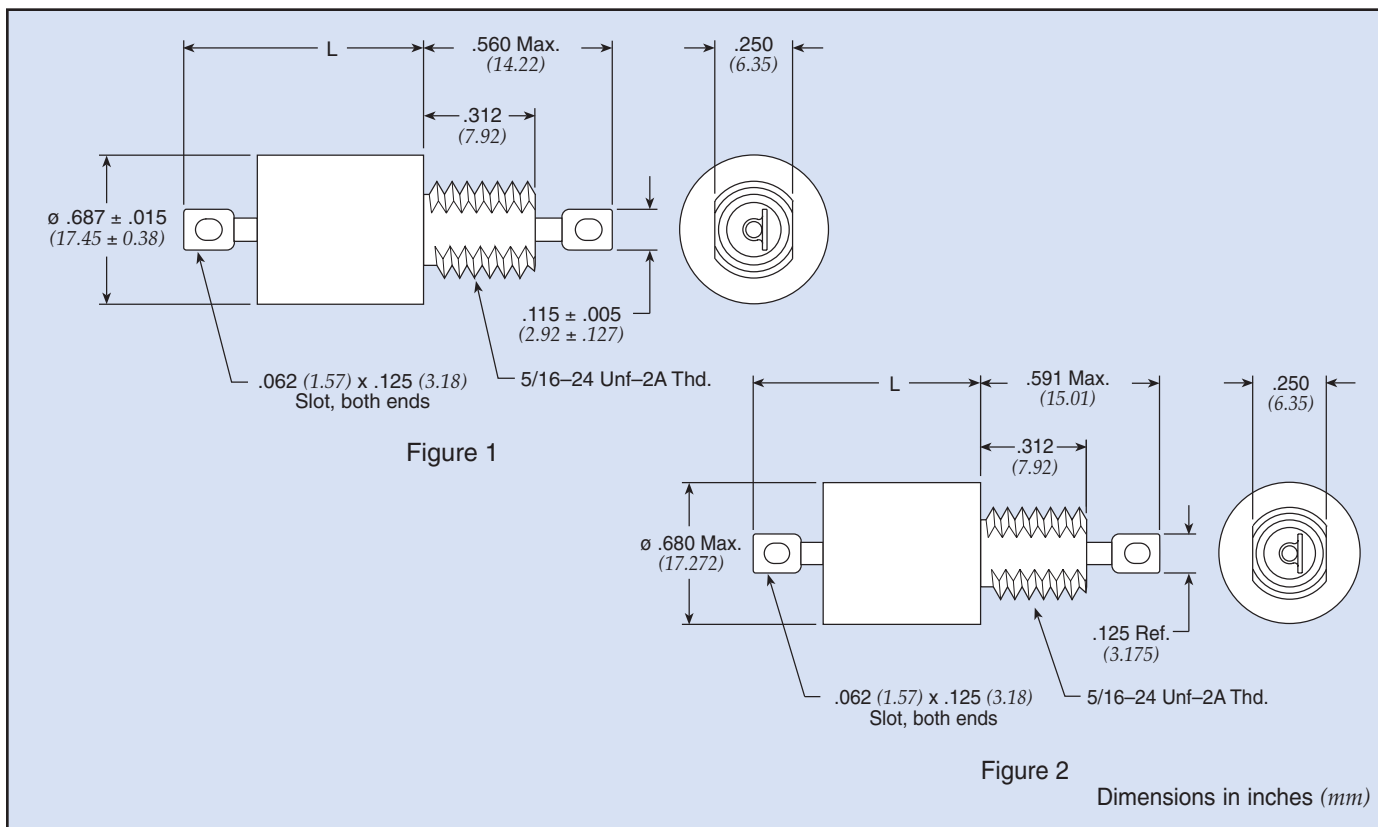 L
.560 Max.
(14.22)
.250
(6.35)
.312
(7.92)
ø .687 ± .015
(17.45 ± 0.38)
.115 ± .005
(2.92 ± .127)
.062 (1.57) x .125 (3.18)
Slot, both ends
5/16–24 Unf–2A Thd.
Figure 1
L
.591 Max.
(15.01)
.250
(6.35)
.312
(7.92)
ø .680 Max.
(17.272)
.125 Ref.
(3.175)
.062 (1.57) x .125 (3.18)
Slot, both ends
5/16–24 Unf–2A Thd.
Figure 2
Dimensions in inches (mm)